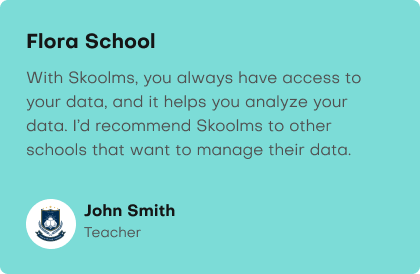 Flora School
With Skoolms, you always have access to
your data, and it helps you analyze your
data. I’d recommend Skoolms to other
schools that want to manage their data.
John Smith
Teacher